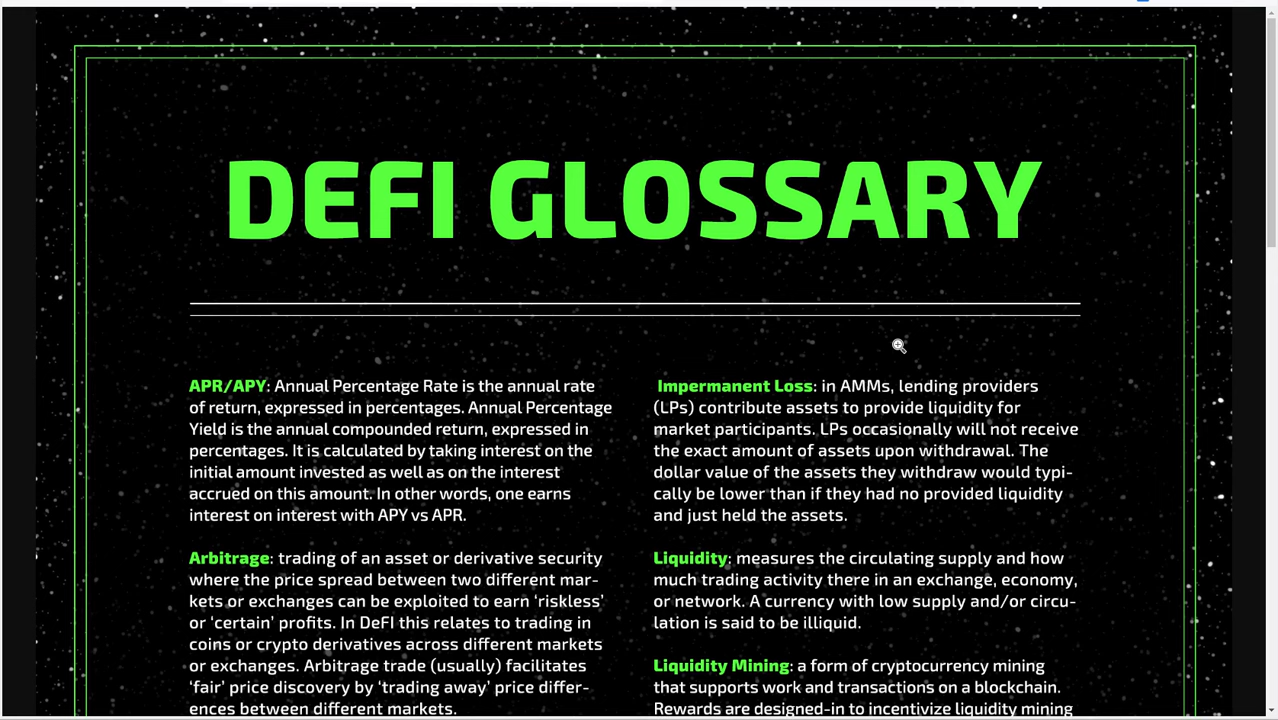 DEFI GLOSSARY
APR/APY: Annual Percentage Rate is the annual rate
of return, expressed in percentages. Annual Percentage
Yield is the annual compounded return, expressed in
percentages. It is calculated by taking interest on the
initial amount invested as well as on the interest
accrued on this amount. In other words, one earns
interest on interest with APY vs APR.
Arbitrage: trading of an asset or derivative security
where the price spread between two different mar-
kets or exchanges can be exploited to earn ‘riskless’
or ‘certain’ profits. In DeFI this relates to trading in
coins or crypto derivatives across different markets
or exchanges. Arbitrage trade (usually) facilitates
‘fair’ price discovery by ‘trading away’ price differ-
ences between different markets.
Impermanent Loss: in AMMs, lending providers
(LPs) contribute assets to provide liquidity for
market participants. LPs occasionally will not receive
the exact amount of assets upon withdrawal. The
dollar value of the assets they withdraw would typi-
cally be lower than if they had no provided liquidity
and just held the assets.
Liquidity: measures the circulating supply and how
much trading activity there in an exchange, economy,
or network. A currency with low supply and/or circu-
lation is said to be illiquid.
Liquidity Mining: a form of cryptocurrency mining
that supports work and transactions on a blockchain.
Rewards are designed-in to incentivize liquidity mining